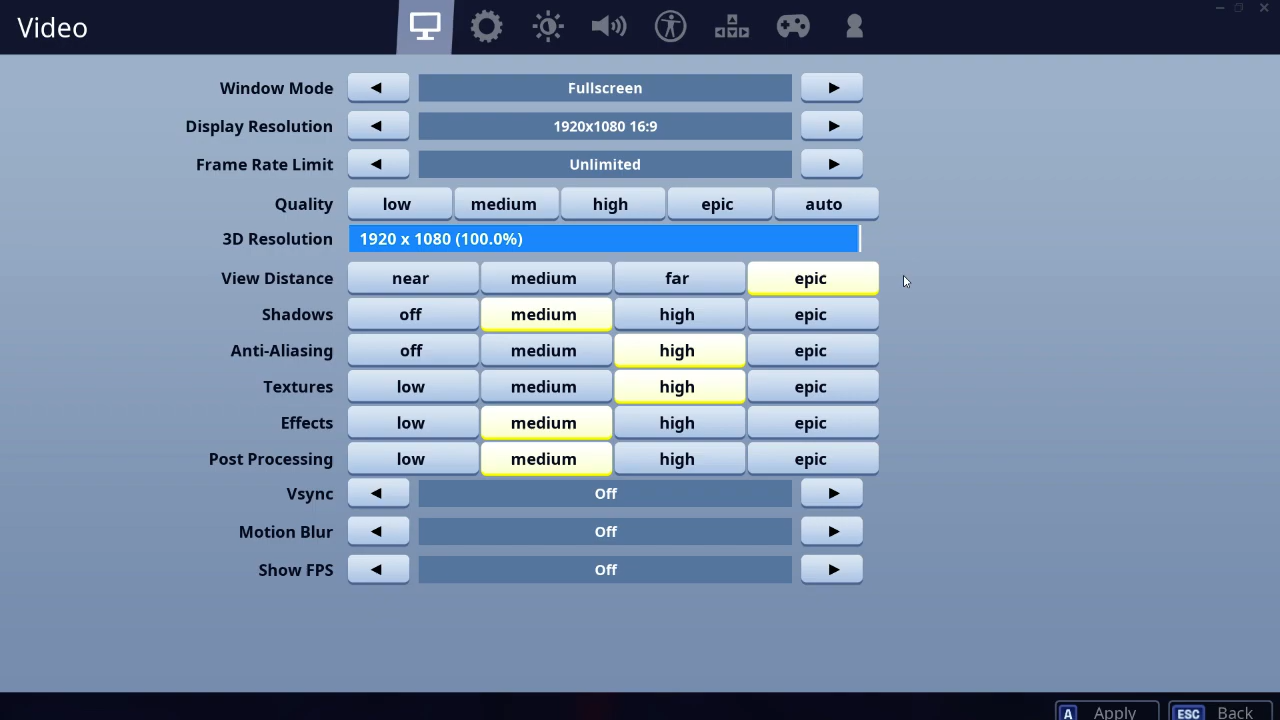 Video
Window Mode ◄ Fullscreen ►
Display Resolution ◄ 1920x1080 16:9 ►
Frame Rate Limit ◄ Unlimited ►
Quality low medium high epic auto
3D Resolution 1920 x 1080 (100.0%)
View Distance near medium far epic
Shadows off medium high epic
Anti-Aliasing off medium high epic
Textures low medium high epic
Effects low medium high epic
Post Processing low medium high epic
Vsync ◄ Off ►
Motion Blur ◄ Off ►
Show FPS ◄ Off ►
A Apply ESC Back